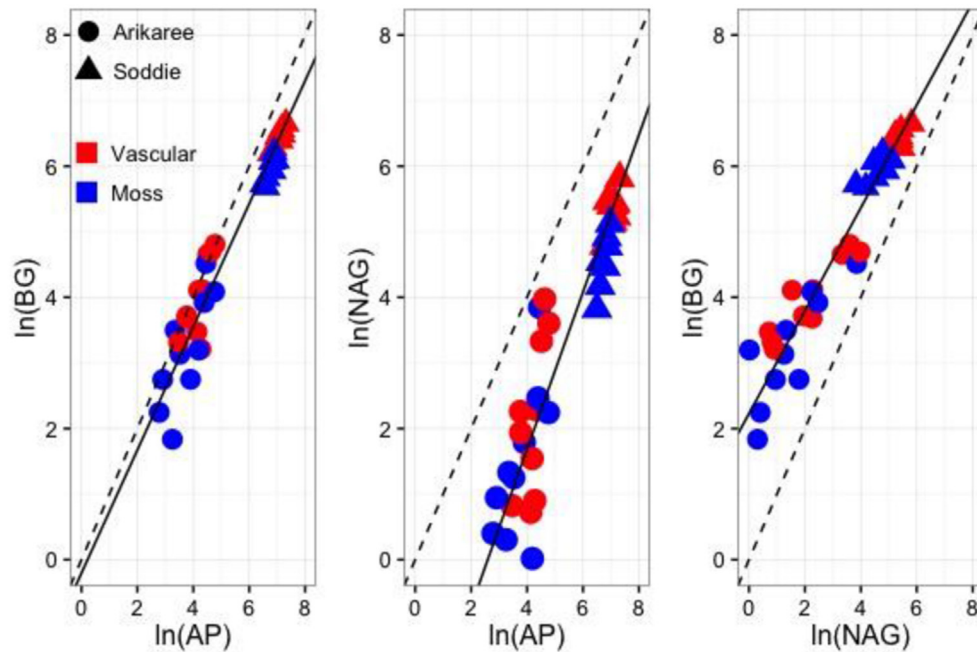 8
6
4
2
0
Arikaree
Soddie
Vascular
Moss
ln(BG)
0 2 4 6 8
ln(AP)
8
6
4
2
0
ln(NAG)
0 2 4 6 8
ln(AP)
8
6
4
2
0
ln(BG)
0 2 4 6 8
ln(NAG)